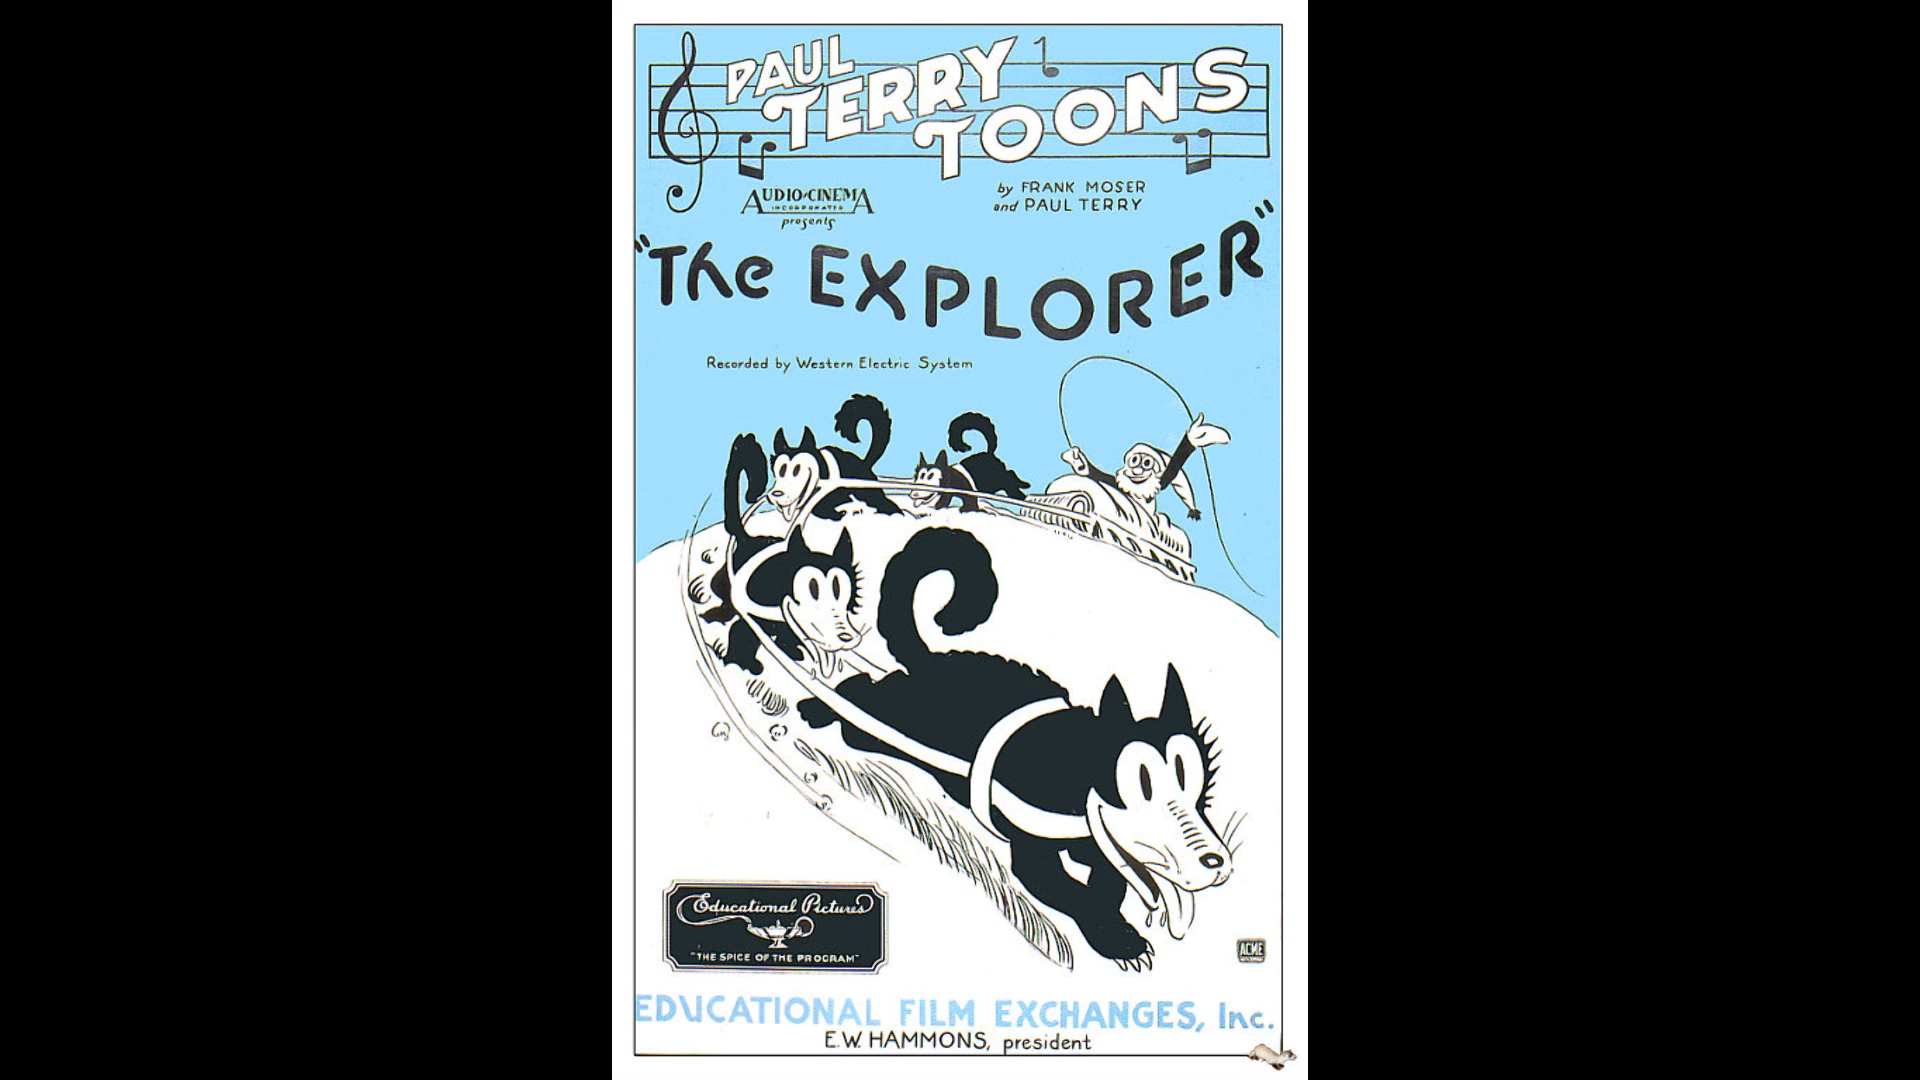 PAUL
TERRY
TOONS
AUDIO-CINEMA
INCORPORATED
presents
by FRANK MOSER
and PAUL TERRY
"The EXPLORER"
Recorded by Western Electric System
Educational Pictures
"THE SPICE OF THE PROGRAM"
ACME
EDUCATIONAL FILM EXCHANGES, Inc.
E.W. HAMMONS, president